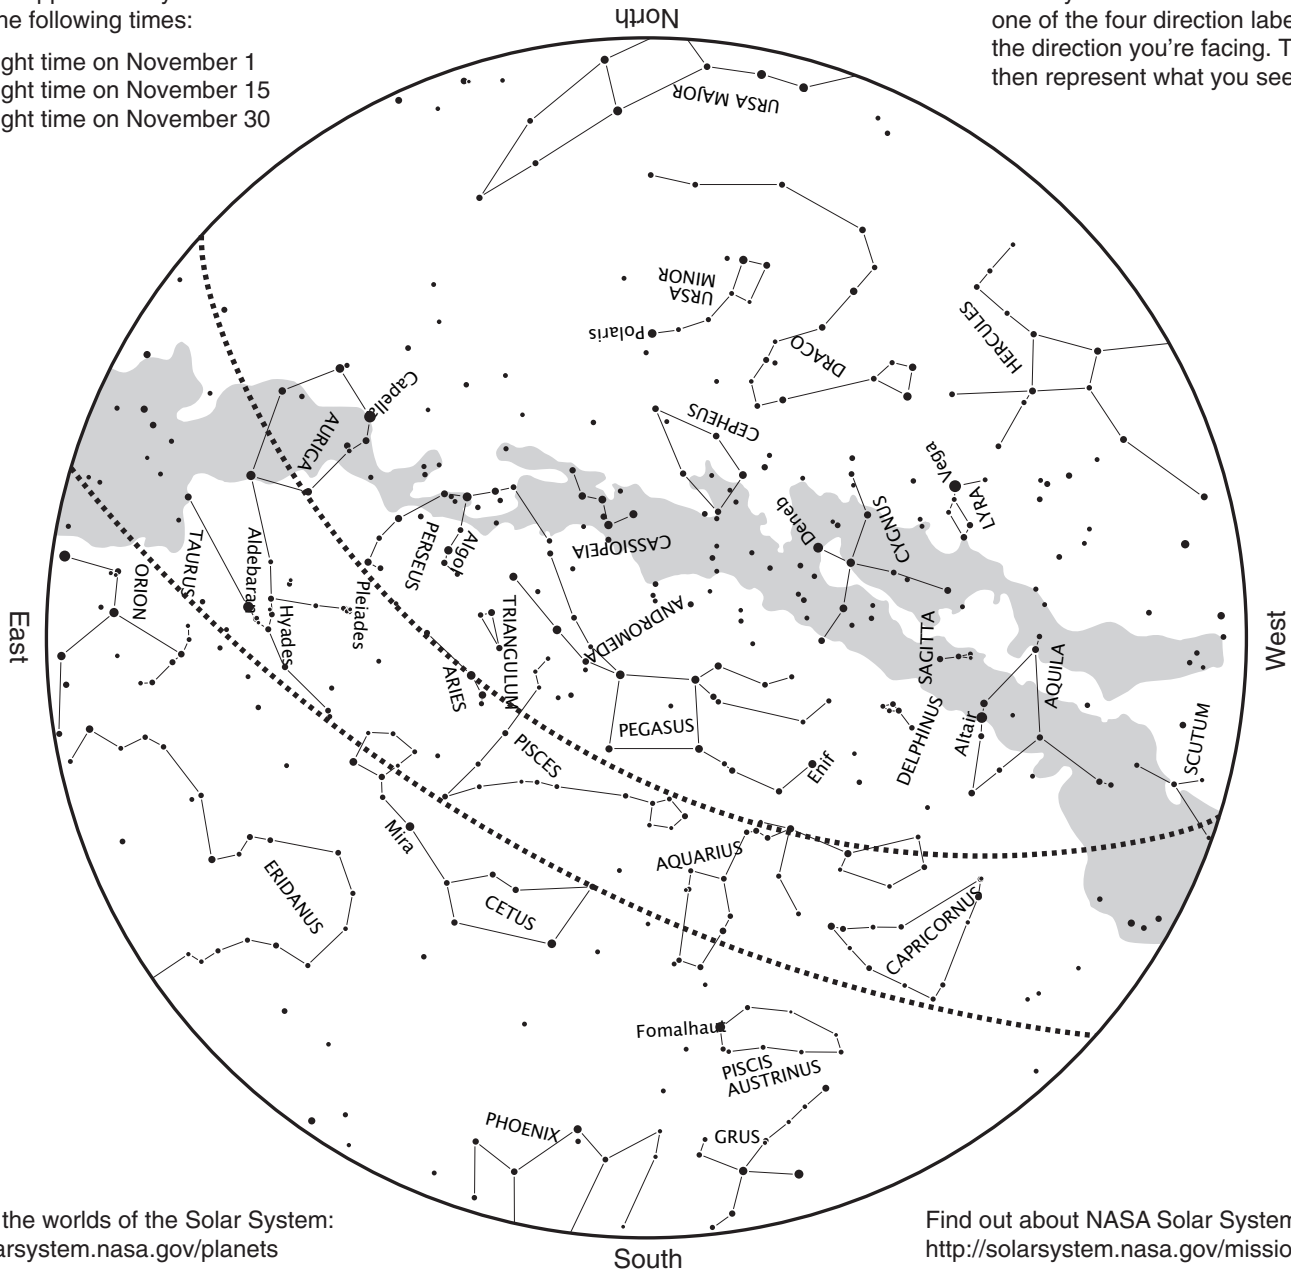 he following times:
ght time on November 1
ght time on November 15
ght time on November 30
North
one of the four direction labe
the direction you're facing. T
then represent what you see
URSA MAJOR
URSA
MINOR
Polaris
HERCULES
DRACO
CEPHEUS
Capella
AURIGA
Vega
LYRA
CYGNUS
Deneb
PERSEUS
Algol
CASSIOPEIA
TAURUS
Aldebaran
ORION
Hyades
Pleiades
TRIANGULUM
ANDROMEDA
SAGITTA
AQUILA
East
West
ARIES
PEGASUS
DELPHINUS
Altair
SCUTUM
PISCES
Enif
Mira
AQUARIUS
ERIDANUS
CETUS
CAPRICORNUS
Fomalhaut
PISCIS
AUSTRINUS
PHOENIX
GRUS
the worlds of the Solar System:
arsystem.nasa.gov/planets
South
Find out about NASA Solar System
http://solarsystem.nasa.gov/missio